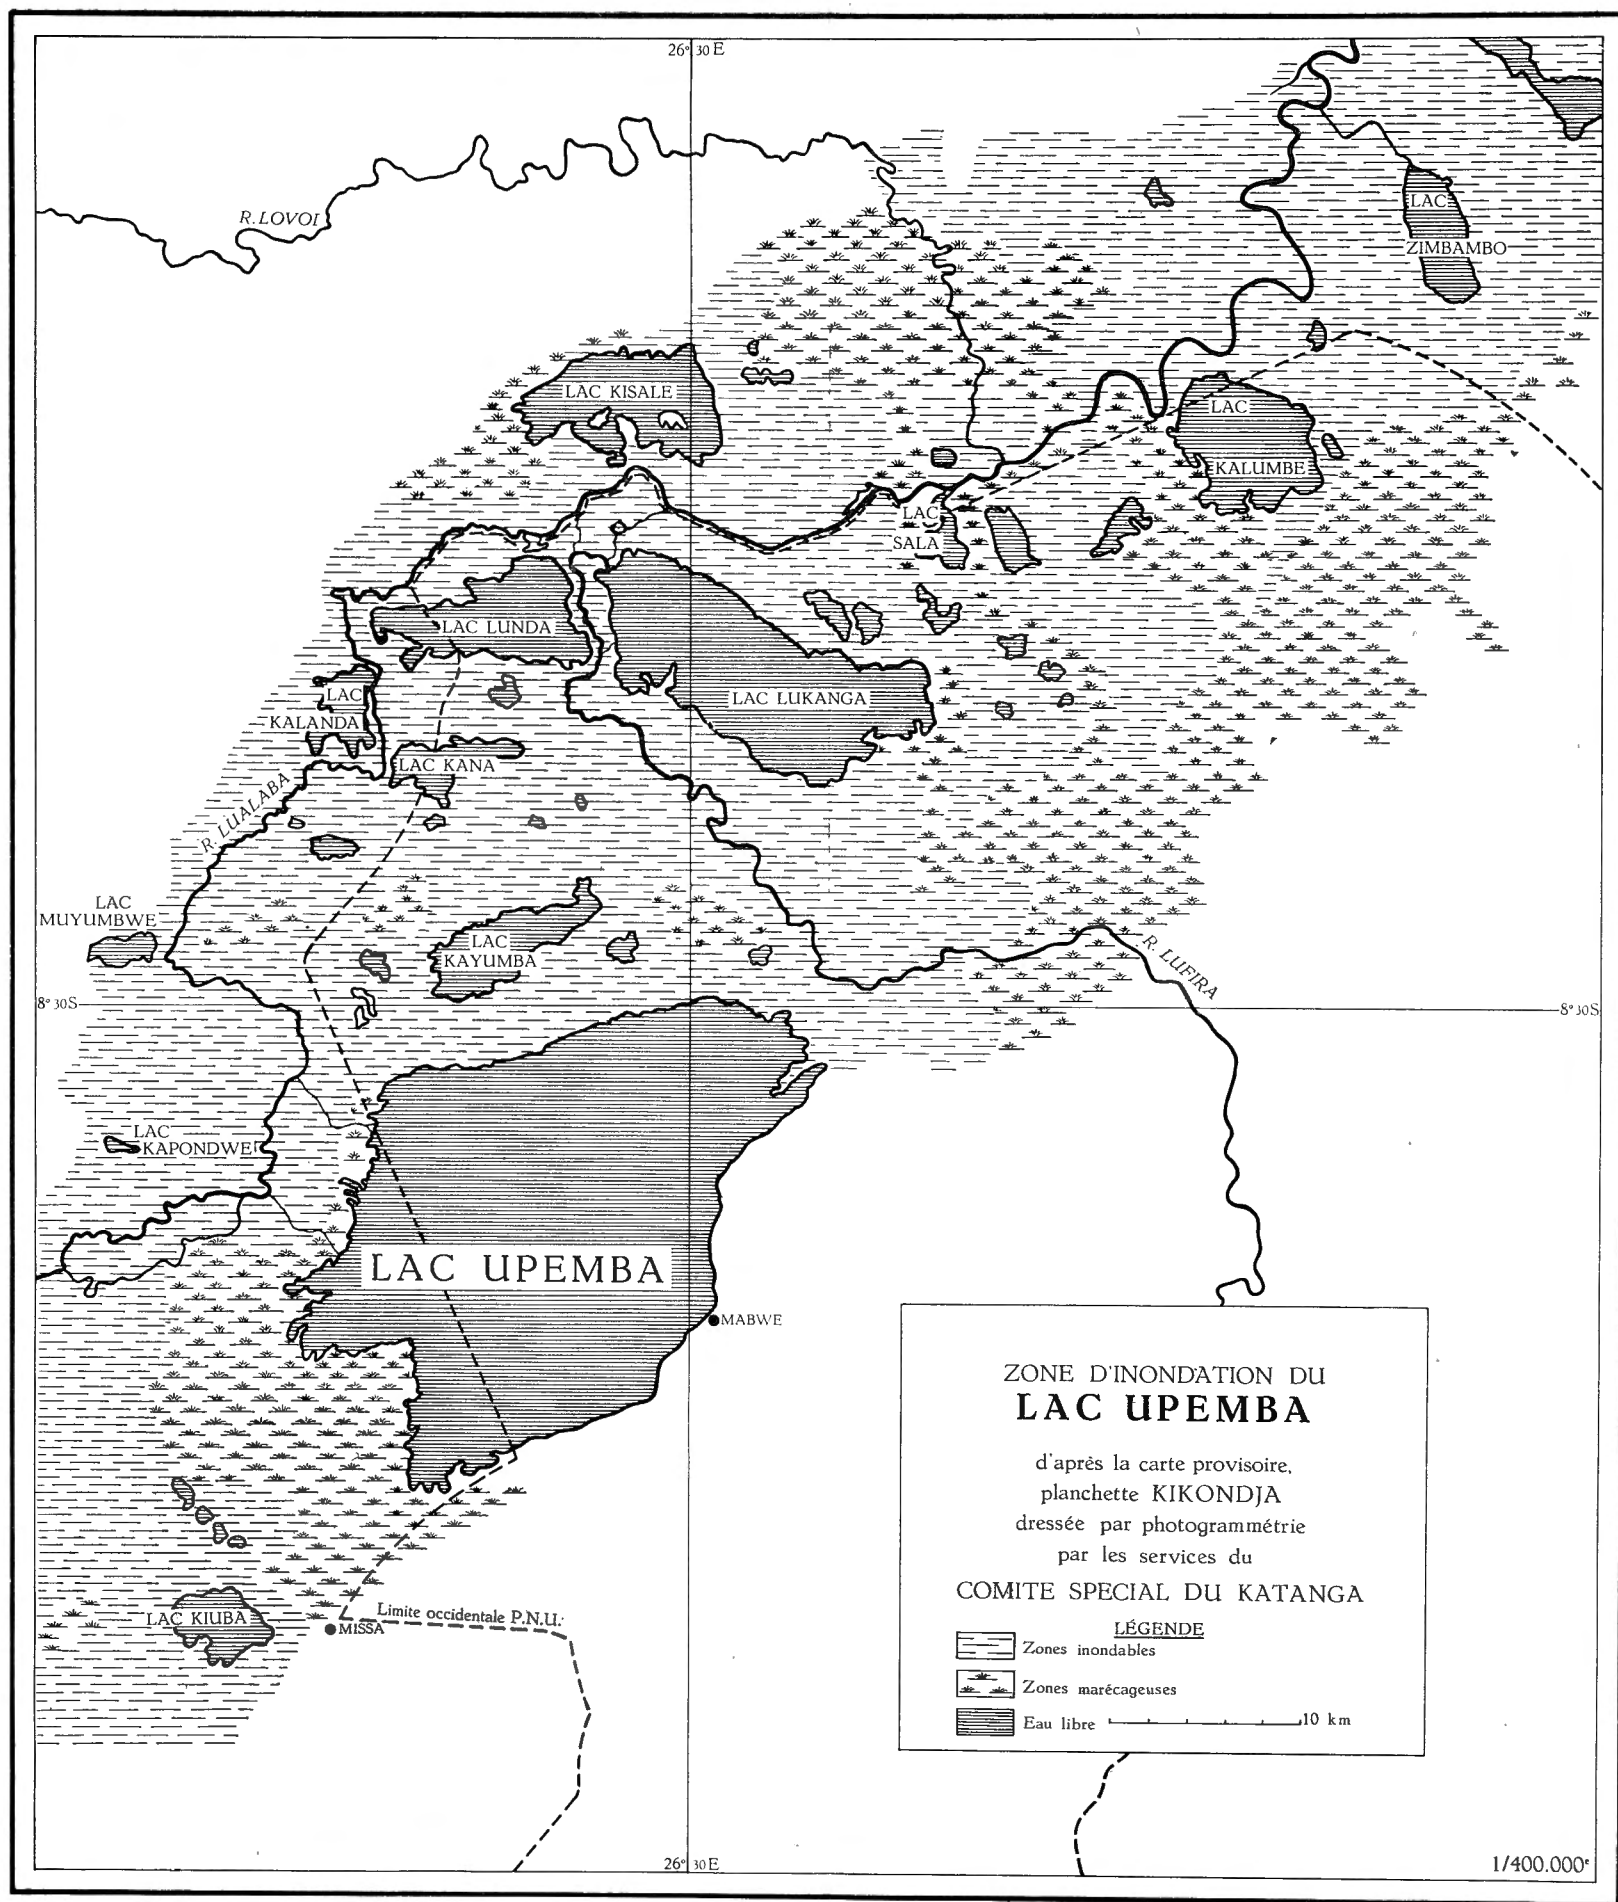 26° 30 E
R. LOVOI
LAC
ZIMBAMBO
LAC KISALE
LAC
KALUMBE
LAC
SALA
LAC LUNDA
LAC LUKANGA
LAC
KALANDA
LAC KANA
R. LUALABA
LAC
MUYUMBWE
LAC
KAYUMBA
R. LUFIRA
8° 30 S
8° 30 S
LAC
KAPONDWE
LAC UPEMBA
MABWE
ZONE D'INONDATION DU
LAC UPEMBA
d'après la carte provisoire,
planchette KIKONDJA
dressée par photogrammétrie
par les services du
COMITE SPECIAL DU KATANGA
LÉGENDE
Zones inondables
Zones marécageuses
Eau libre
10 km
LAC KIUBA
MISSA
Limite occidentale P.N.U.
26° 30 E
1/400.000e